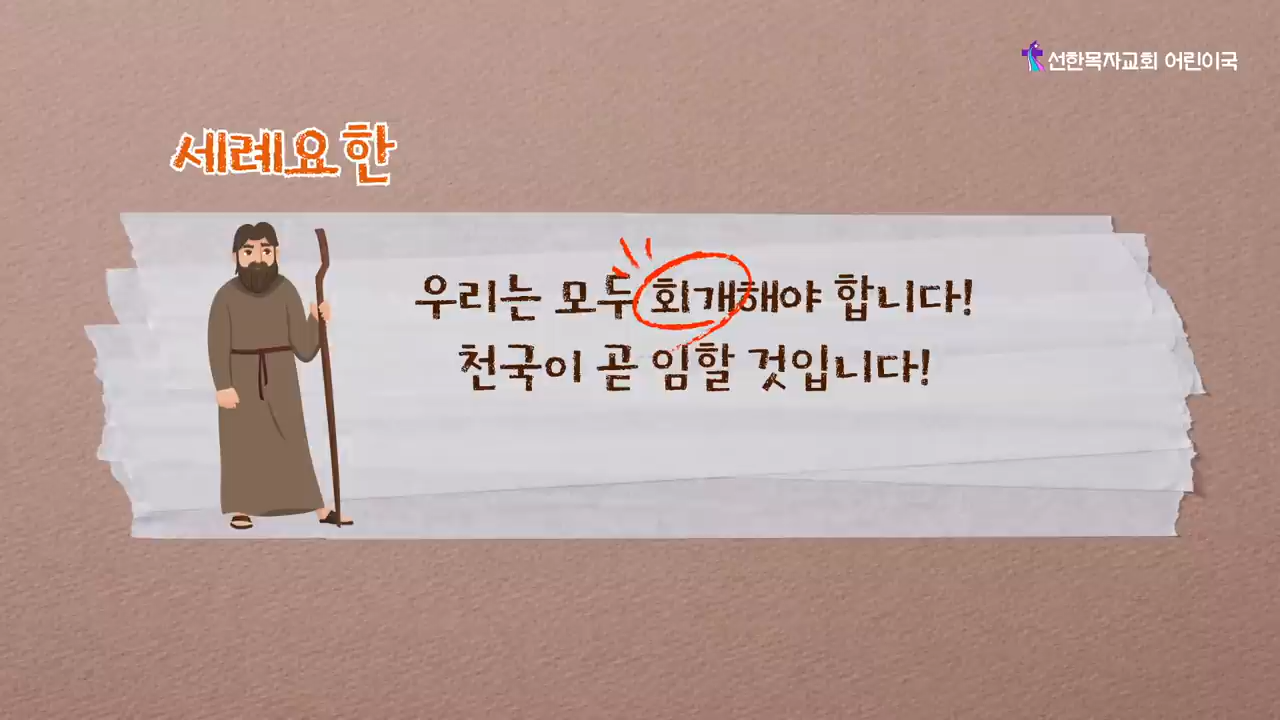 선한목자교회 어린이국
세례요한
우리는 모두 회개해야 합니다!
천국이 곧 임할 것입니다!